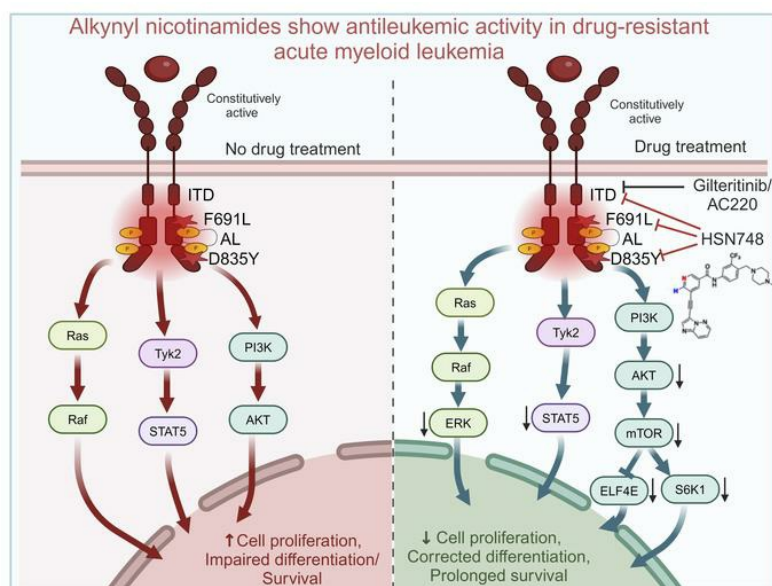 Alkynyl nicotinamides show antileukemic activity in drug-resistant
acute myeloid leukemia
Constitutively
active
No drug treatment
ITD
F691L
AL
D835Y
P
P
P
P
Ras
Tyk2
PI3K
Raf
STAT5
AKT
↑Cell proliferation,
Impaired differentiation/
Survival
Constitutively
active
Drug treatment
ITD
Gilteritinib/
AC220
F691L
AL
HSN748
D835Y
P
P
P
P
CF₃
Ras
Tyk2
PI3K
Raf
AKT
ERK
STAT5
mTOR
ELF4E
S6K1
↓ Cell proliferation,
Corrected differentiation,
Prolonged survival